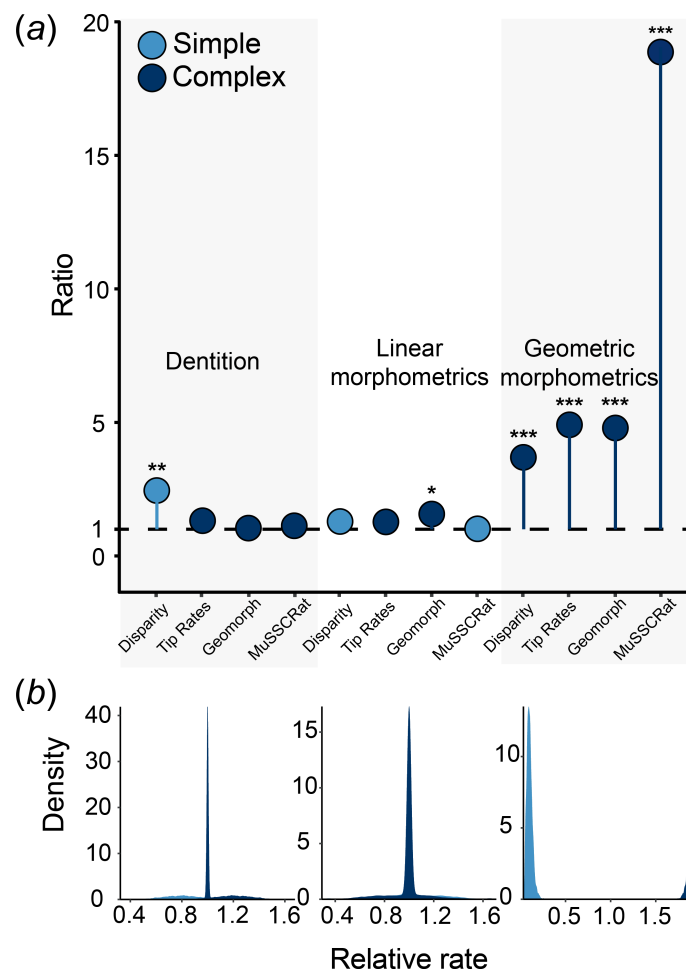 (a)
20
15
10
5
1
0
Ratio
Simple
Complex
Dentition
Linear
morphometrics
Geometric
morphometrics
**
*
***
***
***
***
Disparity
Tip Rates
Geomorph
MuSSCRat
Disparity
Tip Rates
Geomorph
MuSSCRat
Disparity
Tip Rates
Geomorph
MuSSCRat
(b)
Density
40
30
20
10
0
0.4 0.8 1.2 1.6
15
10
5
0
0.4 0.8 1.2 1.6
10
5
0
0.5 1.0 1.5
Relative rate